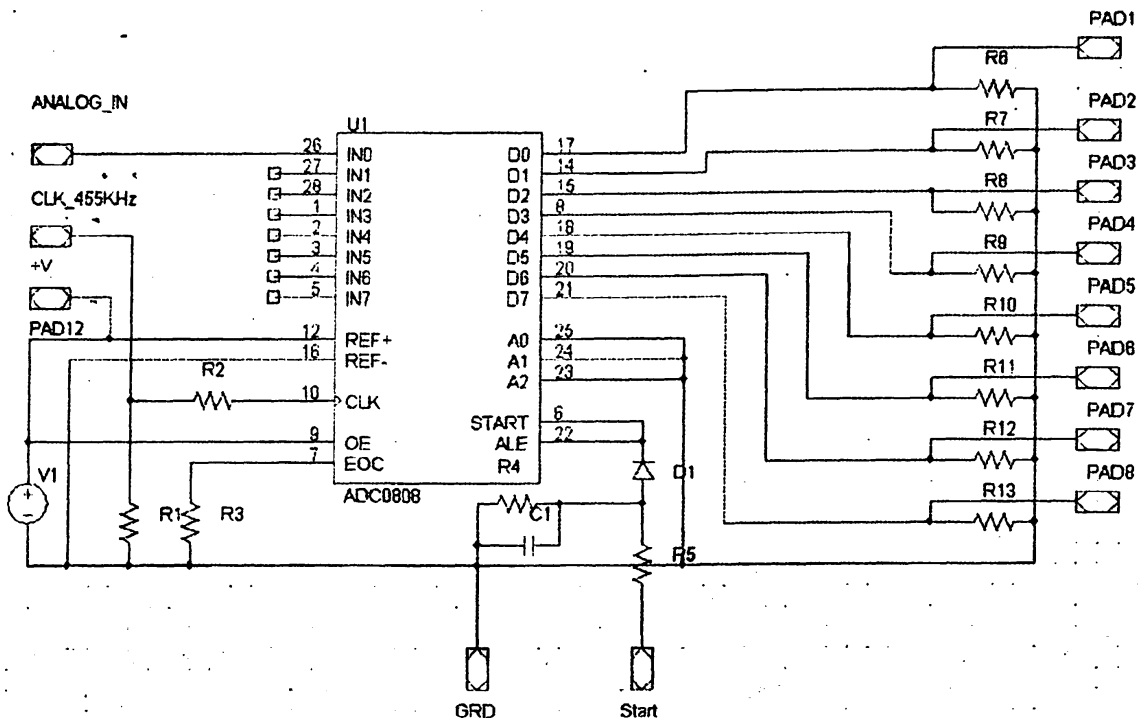 PAD1
R6
ANALOG_IN
PAD2
U1
R7
26 IN0 D0 17
PAD3
27 IN1 D1 14
28 IN2 D2 15
R8
CLK_455KHz
1 IN3 D3 8
PAD4
2 IN4 D4 18
R9
3 IN5 D5 19
+V
4 IN6 D6 20
PAD5
5 IN7 D7 21
R10
PAD12
12 REF+ A0 25
PAD6
16 REF- A1 24
R11
R2
A2 23
10 CLK
PAD7
START 6
R12
9 OE ALE 22
7 EOC R4
D1
PAD8
V1
R13
ADC0808
R1
R3
C1
R5
GRD
Start